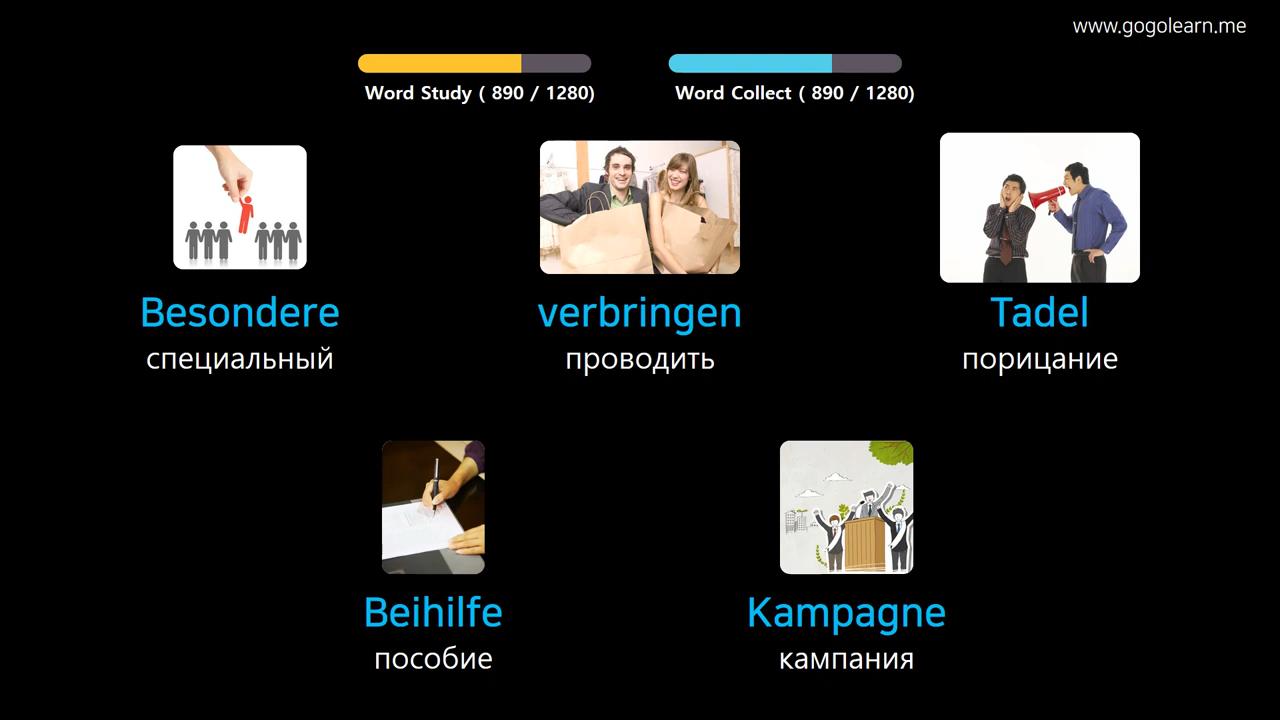 www.gogolearn.me
Word Study ( 890 / 1280)
Word Collect ( 890 / 1280)
Besondere
специальный
verbringen
проводить
Tadel
порицание
Beihilfe
пособие
Kampagne
кампания